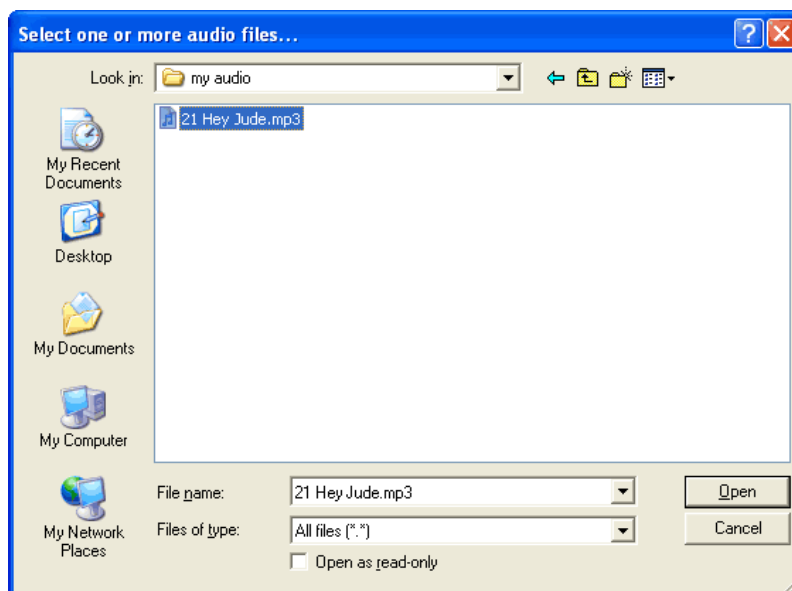 Select one or more audio files...
Look in: my audio
21 Hey Jude.mp3
My Recent
Documents
Desktop
My Documents
My Computer
My Network
Places
File name: 21 Hey Jude.mp3 Open
Files of type: All files (*.*) Cancel
Open as read-only